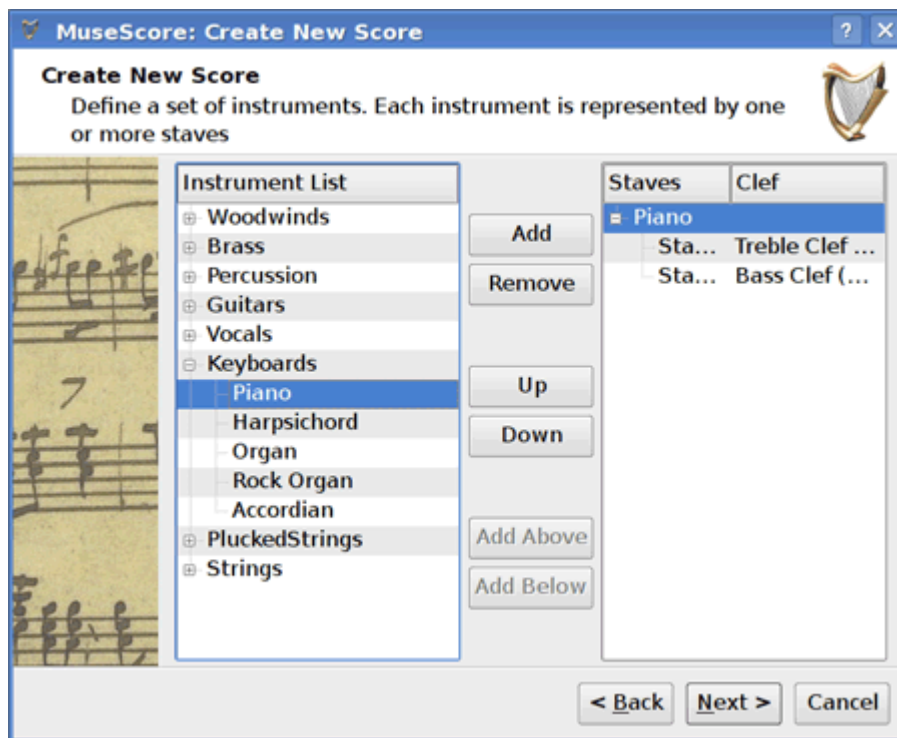 MuseScore: Create New Score
Create New Score
Define a set of instruments. Each instrument is represented by one
or more staves
Instrument List
Woodwinds
Brass
Percussion
Guitars
Vocals
Keyboards
Piano
Harpsichord
Organ
Rock Organ
Accordian
PluckedStrings
Strings
Add
Remove
Up
Down
Add Above
Add Below
Staves Clef
Piano
Sta... Treble Clef ...
Sta... Bass Clef (...
< Back Next > Cancel